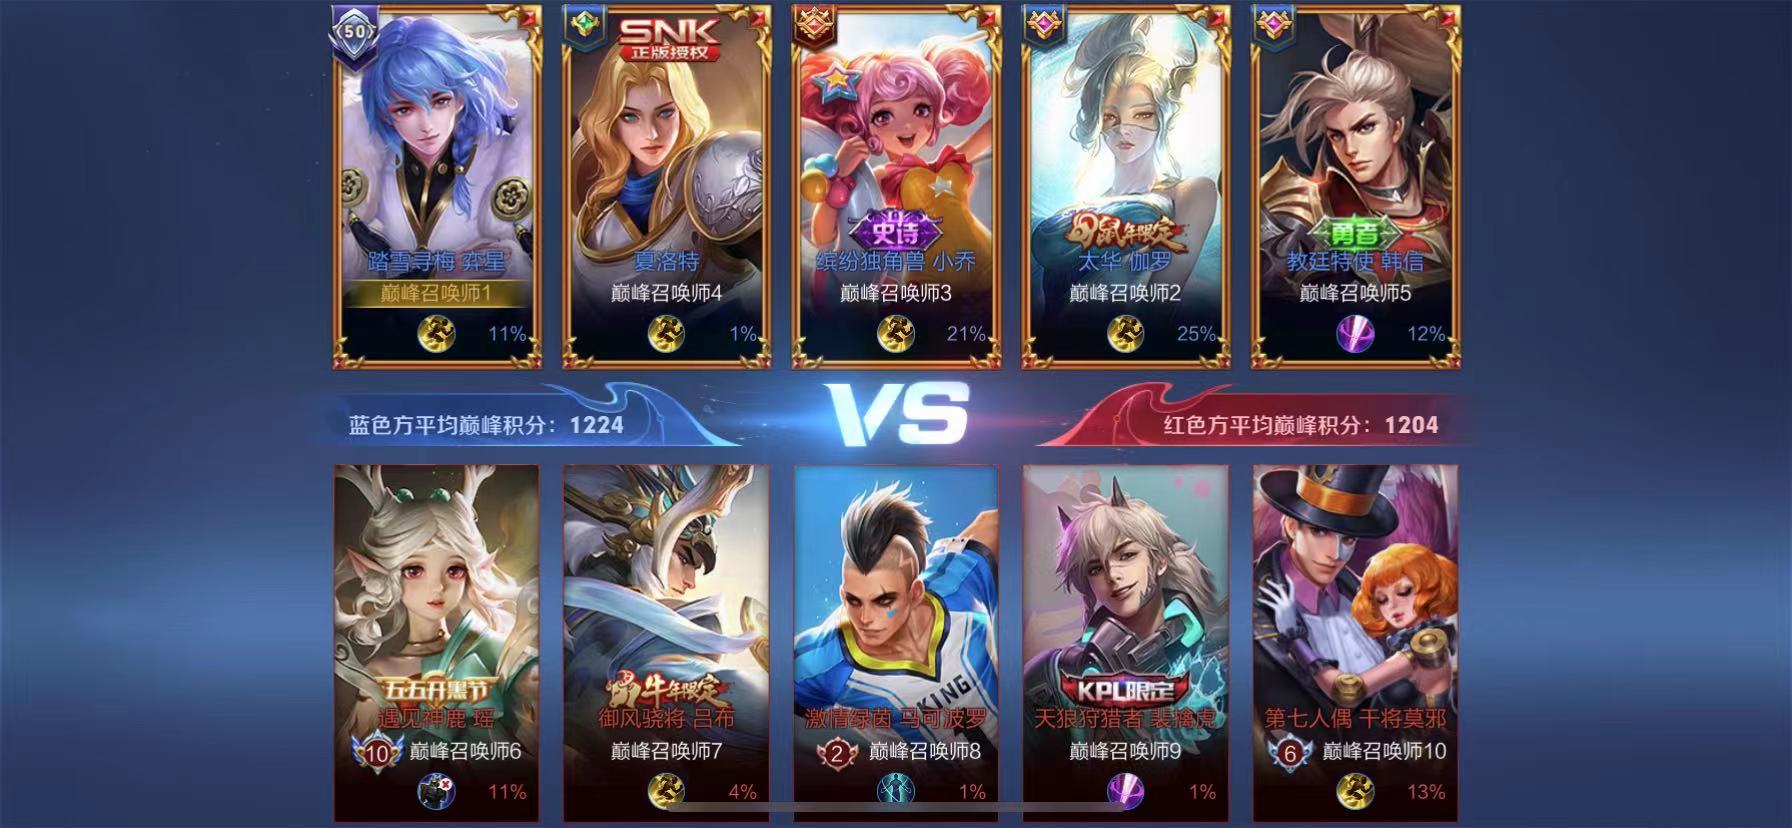 50
SNK
正版授权
史诗
鼠年限定
勇者
踏雪寻梅 弈星
夏洛特
缤纷独角兽 小乔
太华 伽罗
教廷特使 韩信
巅峰召唤师1
巅峰召唤师4
巅峰召唤师3
巅峰召唤师2
巅峰召唤师5
11%
1%
21%
25%
12%
蓝色方平均巅峰积分：1224
VS
红色方平均巅峰积分：1204
KING
五五开黑节
牛年限定
KPL限定
遇见神鹿 瑶
御风骁将 吕布
激情绿茵 马可波罗
天狼狩猎者 裴擒虎
第七人偶 干将莫邪
10 巅峰召唤师6
巅峰召唤师7
2 巅峰召唤师8
巅峰召唤师9
6 巅峰召唤师10
11%
4%
1%
1%
13%